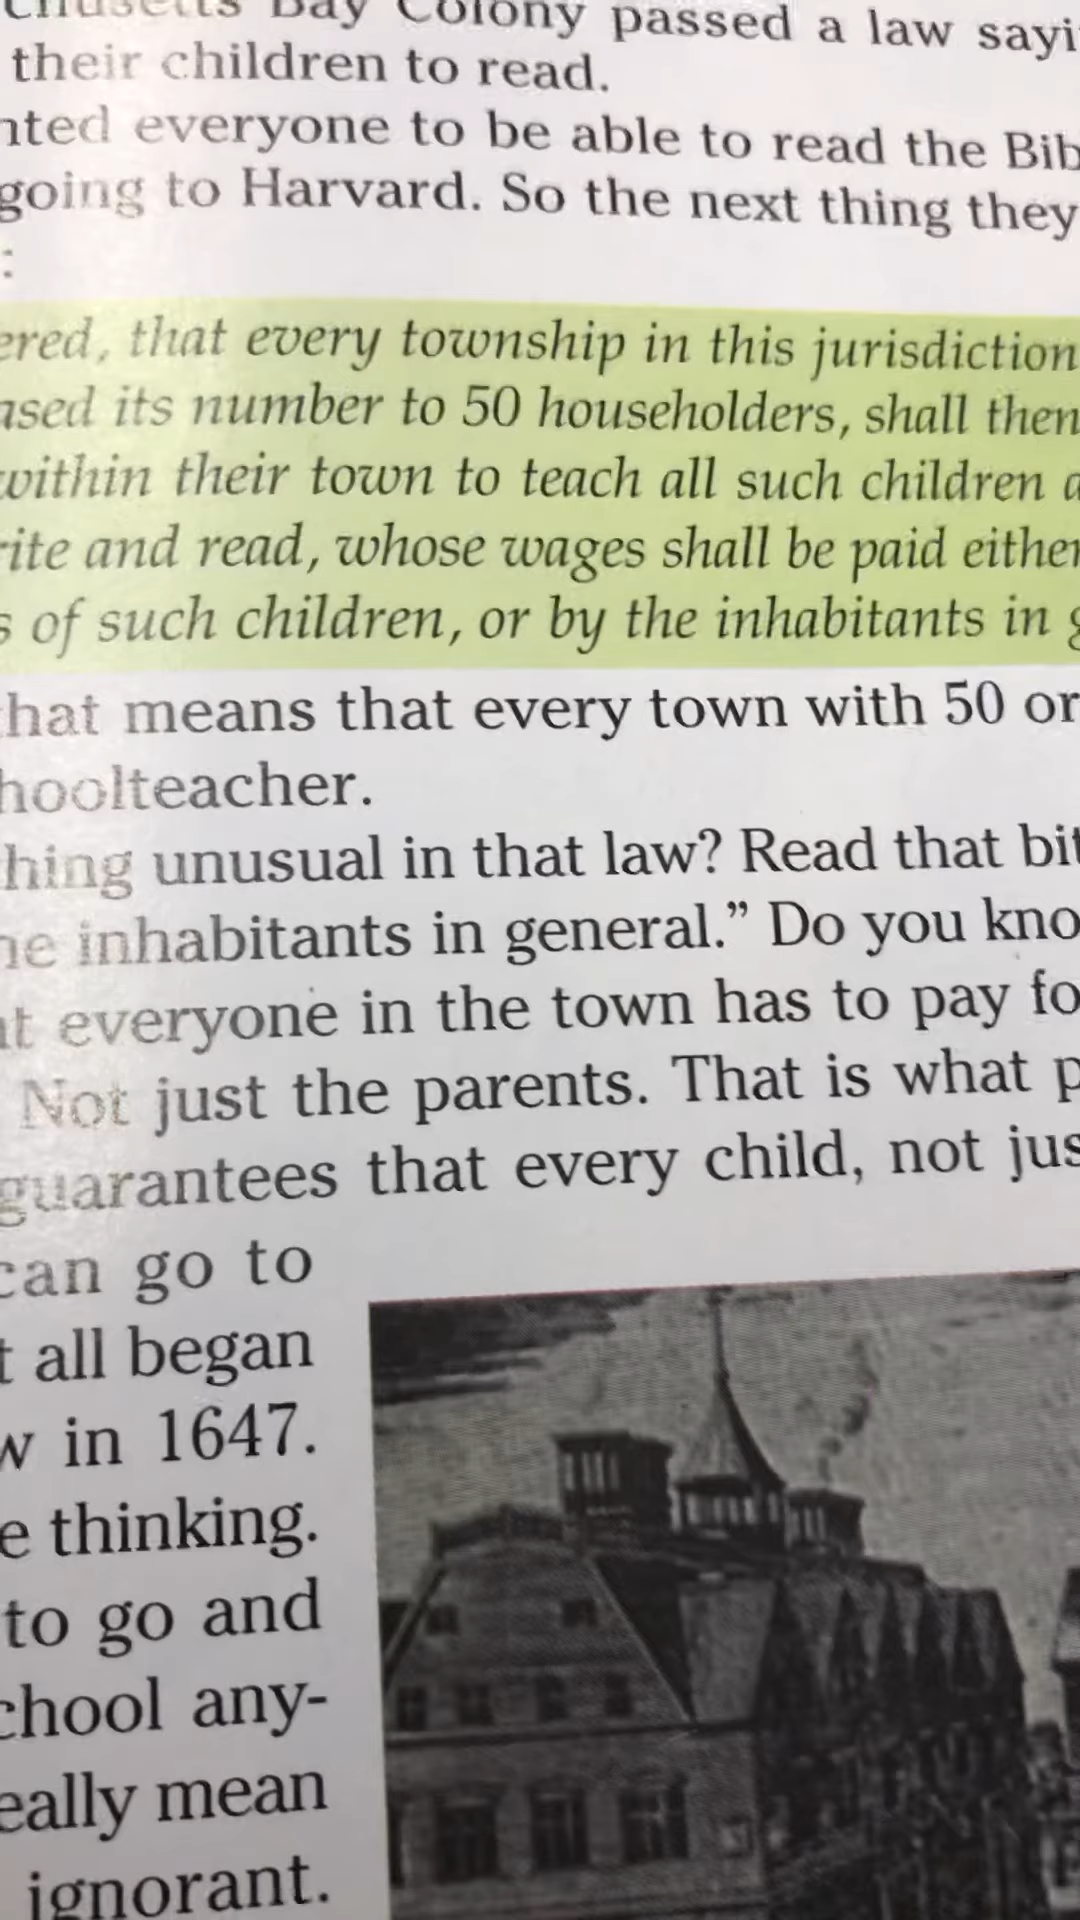 chusetts Bay Colony passed a law sayi
their children to read.
nted everyone to be able to read the Bib
going to Harvard. So the next thing they
:
ered, that every township in this jurisdiction
ased its number to 50 householders, shall then
within their town to teach all such children a
rite and read, whose wages shall be paid either
s of such children, or by the inhabitants in g
hat means that every town with 50 or
hoolteacher.
hing unusual in that law? Read that bit
he inhabitants in general.” Do you kno
at everyone in the town has to pay fo
Not just the parents. That is what p
guarantees that every child, not jus
can go to
t all began
w in 1647.
e thinking.
to go and
chool any-
eally mean
ignorant.